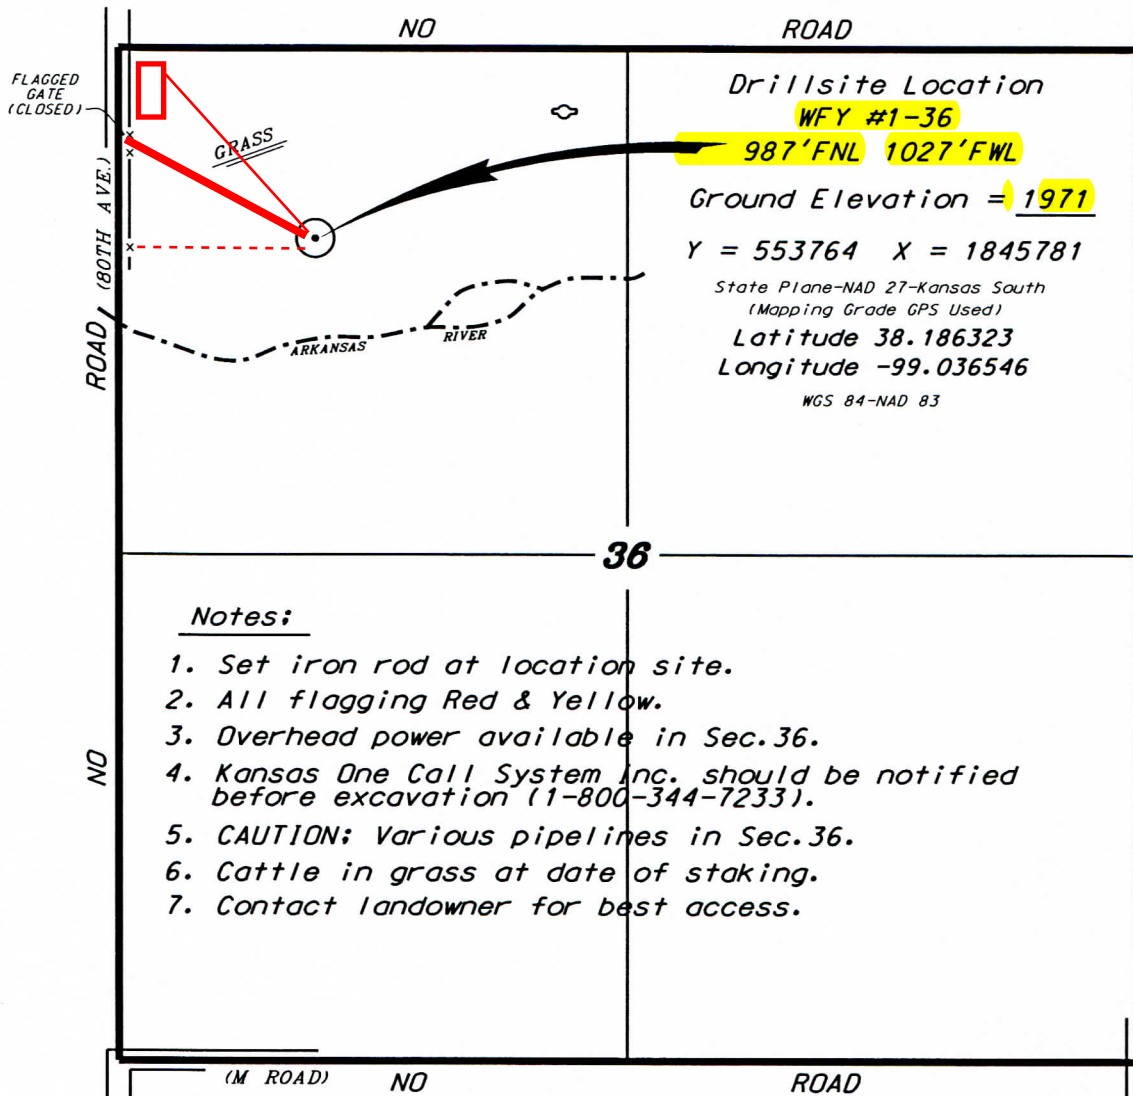 NO ROAD
FLAGGED
GATE
(CLOSED)
GRASS
ROAD (80TH AVE.)
ARKANSAS RIVER
Drillsite Location
WFY #1-36
987'FNL 1027'FWL
Ground Elevation = 1971
Y = 553764 X = 1845781
State Plane-NAD 27-Kansas South
(Mapping Grade GPS Used)
Latitude 38.186323
Longitude -99.036546
WGS 84-NAD 83
36
Notes:
1. Set iron rod at location site.
2. All flagging Red & Yellow.
3. Overhead power available in Sec.36.
4. Kansas One Call System Inc. should be notified
before excavation (1-800-344-7233).
5. CAUTION: Various pipelines in Sec.36.
6. Cattle in grass at date of staking.
7. Contact landowner for best access.
NO
(M ROAD) NO ROAD